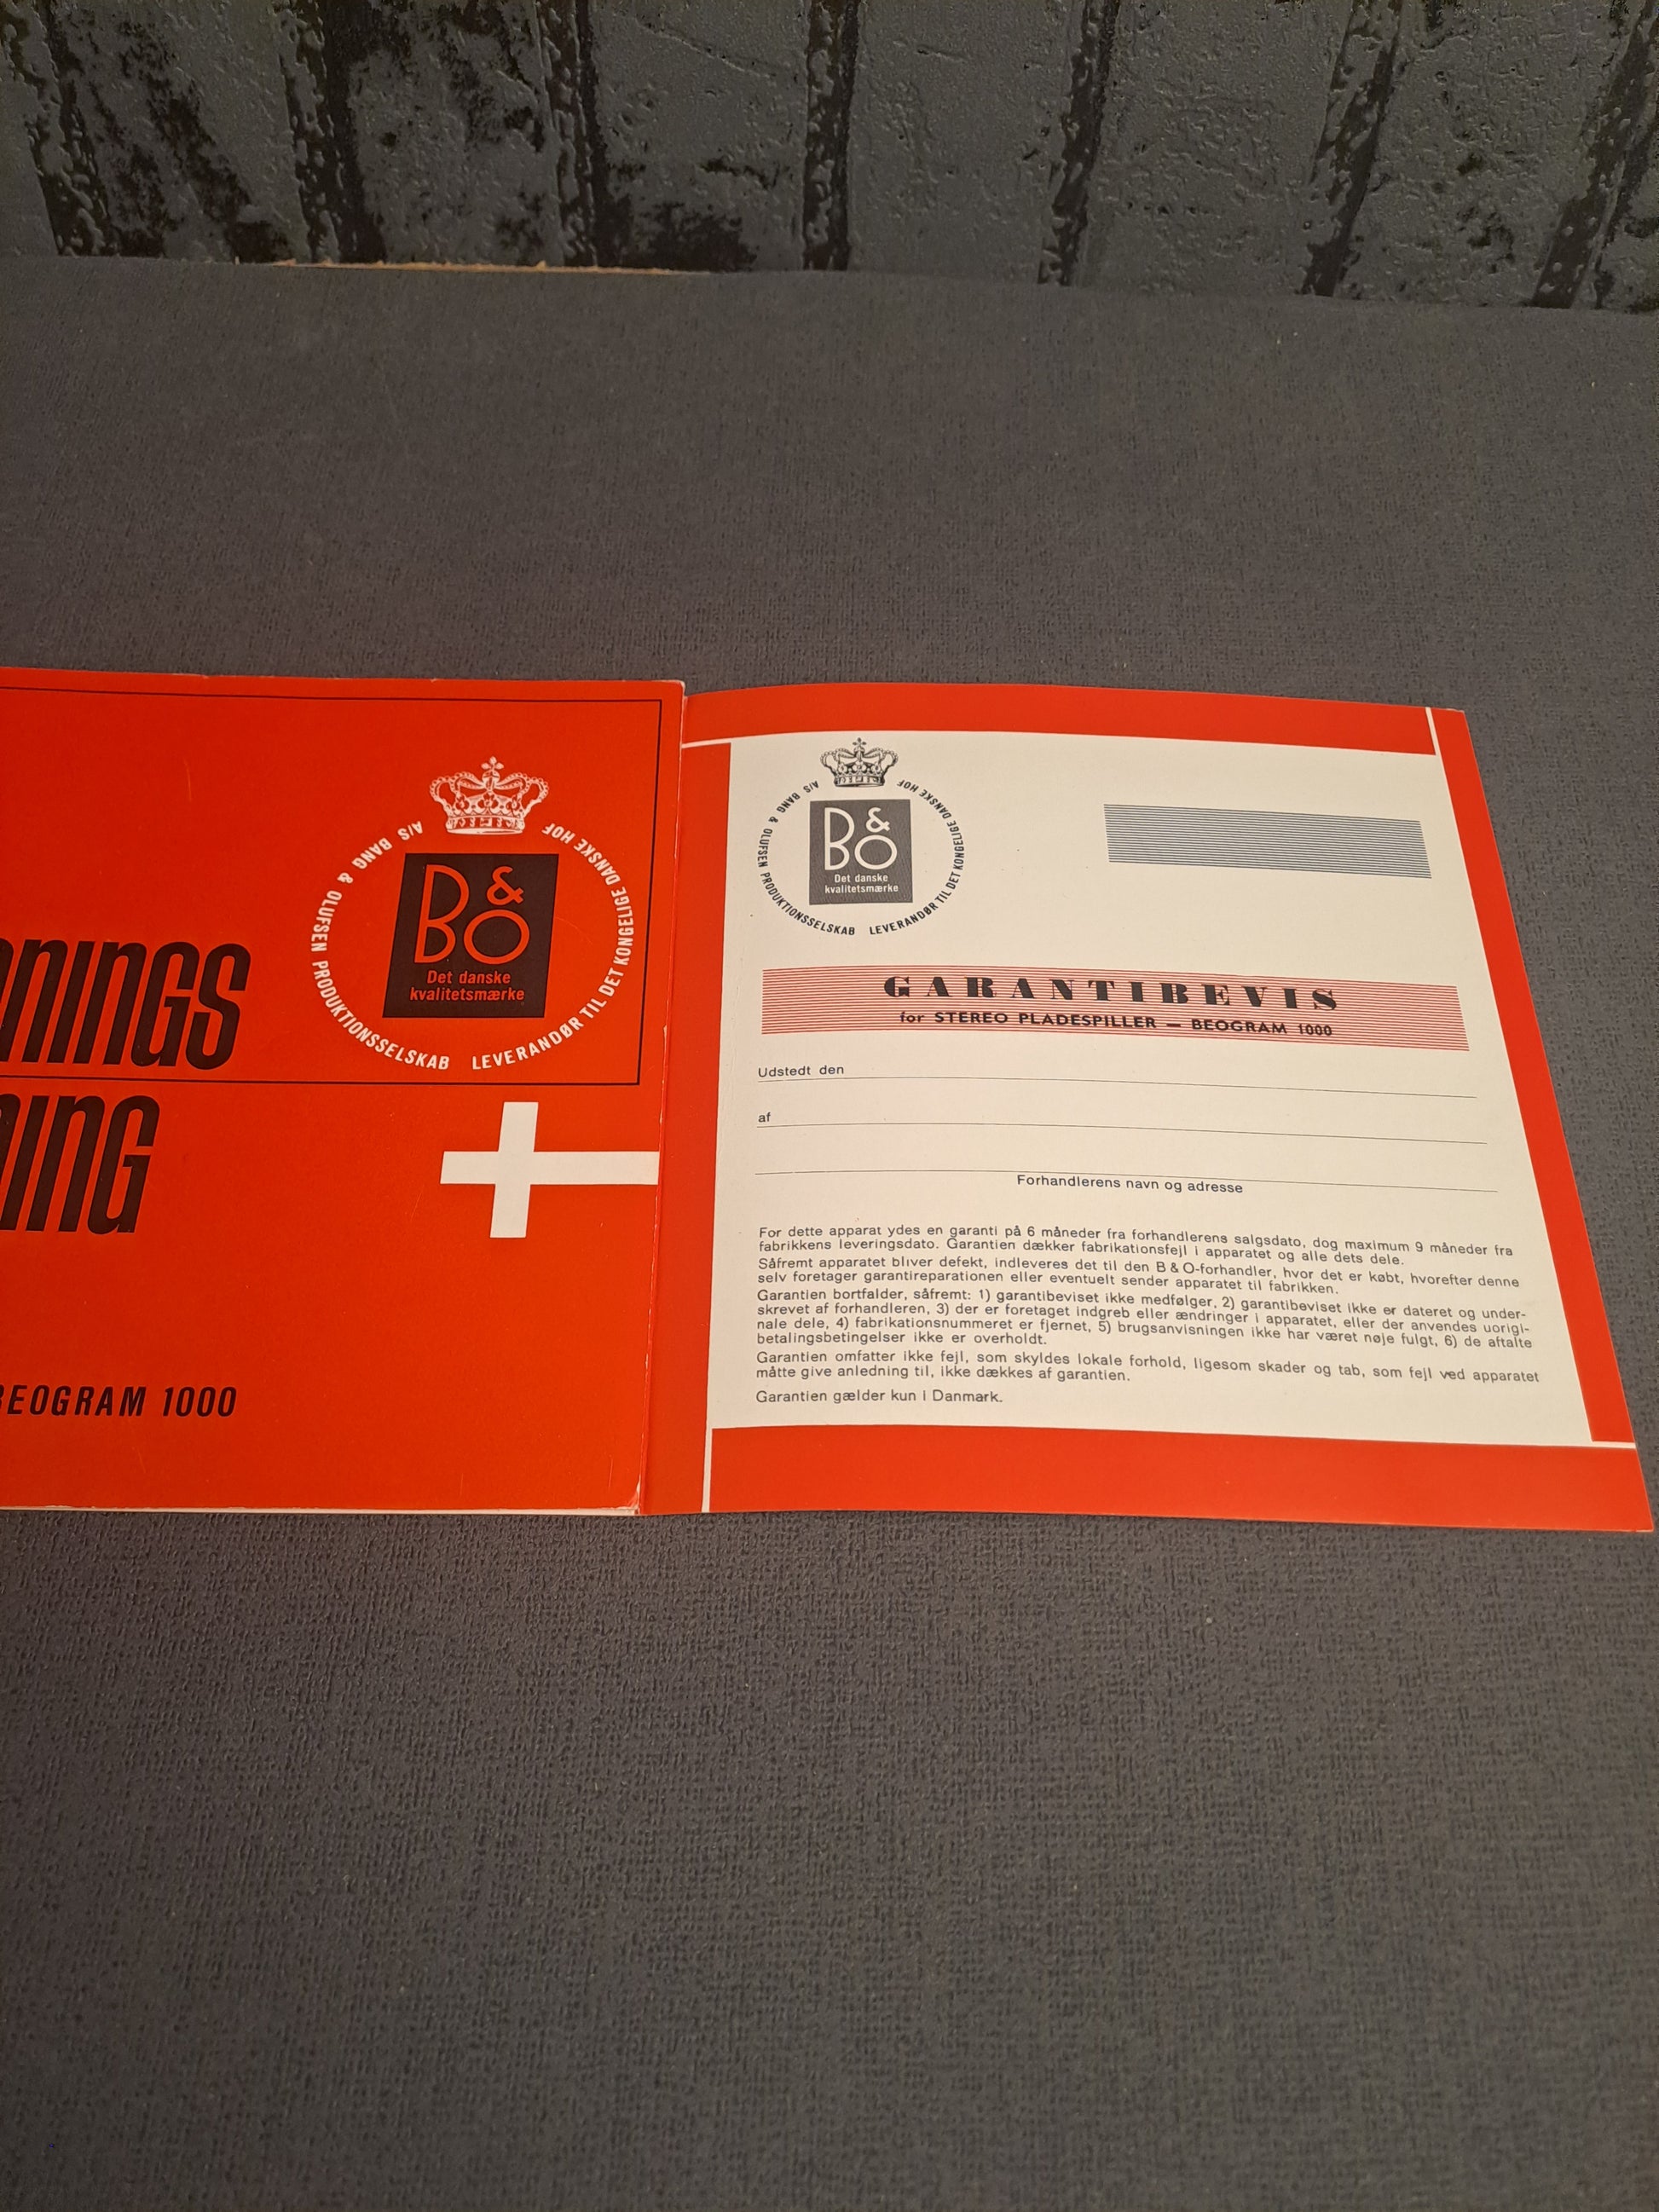 A/S BANG & OLUFSEN PRODUKTIONSSELSKAB LEVERANDØR TIL DET KONGELIGE DANSKE HOF
B&O
Det danske
kvalitetsmærke
BEOGRAM 1000
A/S BANG & OLUFSEN PRODUKTIONSSELSKAB LEVERANDØR TIL DET KONGELIGE DANSKE HOF
B&O
Det danske
kvalitetsmærke
GARANTIBEVIS
for STEREO PLADESPILLER — BEOGRAM 1000
Udstedt den
af
Forhandlerens navn og adresse
For dette apparat ydes en garanti på 6 måneder fra forhandlerens salgsdato, dog maximum 9 måneder fra
fabrikkens leveringsdato. Garantien dækker fabrikationsfejl i apparatet og alle dets dele.
Såfremt apparatet bliver defekt, indleveres det til den B & O-forhandler, hvor det er købt, hvorefter denne
selv foretager garantireparationen eller eventuelt sender apparatet til fabrikken.
Garantien bortfalder, såfremt: 1) garantibeviset ikke medfølger, 2) garantibeviset ikke er dateret og under-
skrevet af forhandleren, 3) der er foretaget indgreb eller ændringer i apparatet, eller der anvendes uorigi-
nale dele, 4) fabrikationsnummeret er fjernet, 5) brugsanvisningen ikke har været nøje fulgt, 6) de aftalte
betalingsbetingelser ikke er overholdt.
Garantien omfatter ikke fejl, som skyldes lokale forhold, ligesom skader og tab, som fejl ved apparatet
måtte give anledning til, ikke dækkes af garantien.
Garantien gælder kun i Danmark.